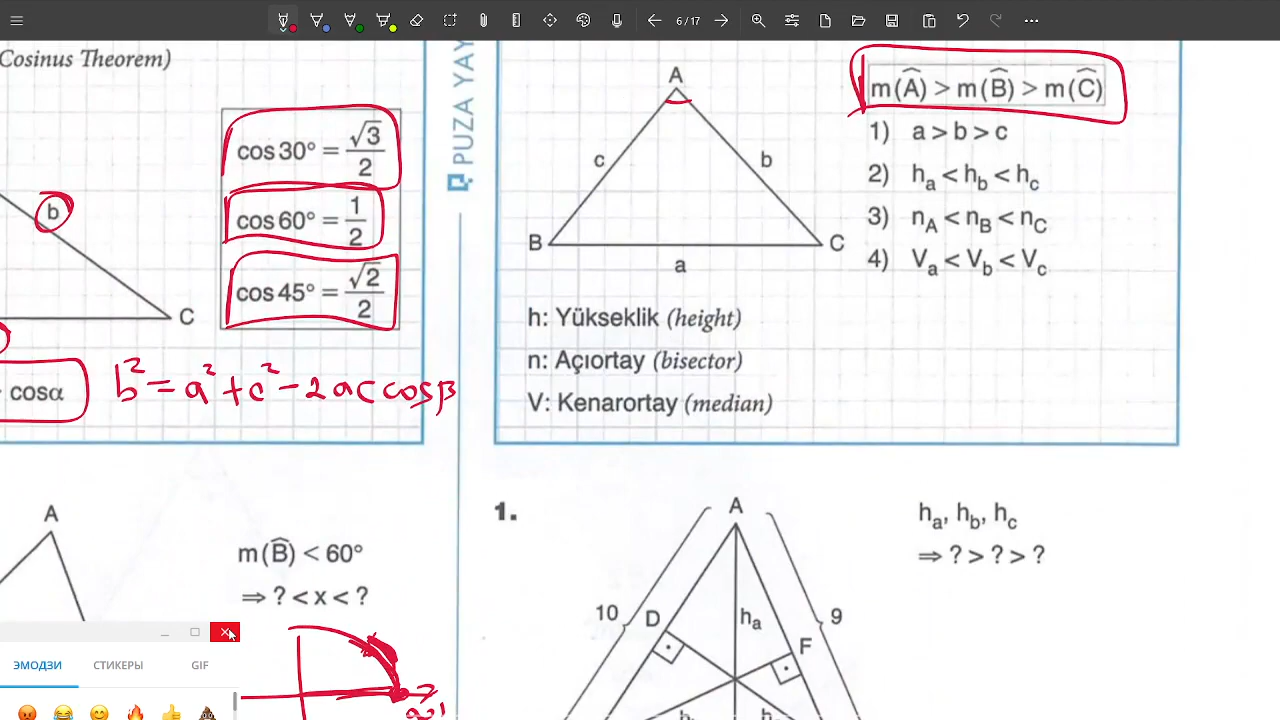 6/17
Cosinus Theorem)
cos 30° = √3/2
cos 60° = 1/2
cos 45° = √2/2
b
C
cosα
b² = a² + c² - 2ac cosβ
PUZA YAY
A
c
b
B
C
a
m(Â) > m(B̂) > m(Ĉ)
1) a > b > c
2) hₐ < h_b < h_c
3) n_A < n_B < n_C
4) Vₐ < V_b < V_c
h: Yükseklik (height)
n: Açıortay (bisector)
V: Kenarortay (median)
A
m(B̂) < 60°
⇒ ? < x < ?
1.
A
10
D
hₐ
9
F
hₐ, h_b, h_c
⇒ ? > ? > ?
ЭМОДЗИ
СТИКЕРЫ
GIF